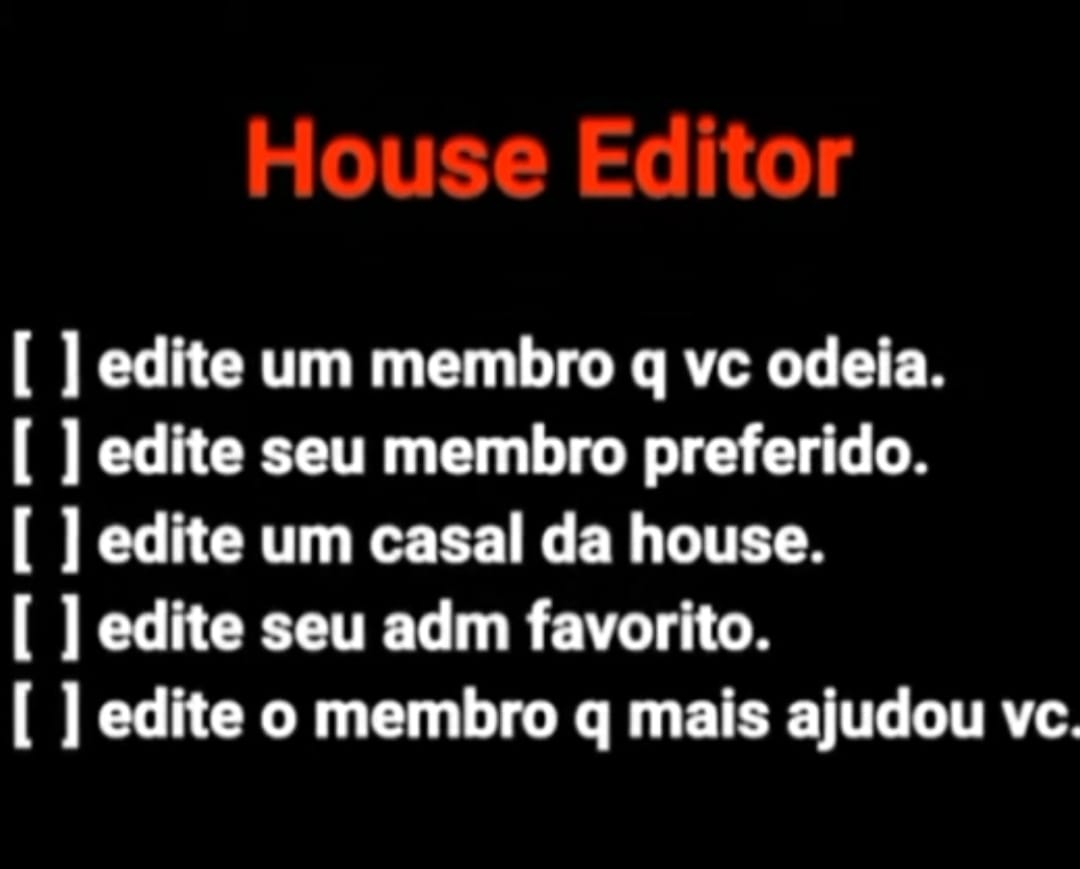 House Editor
[ ] edite um membro q vc odeia.
[ ] edite seu membro preferido.
[ ] edite um casal da house.
[ ] edite seu adm favorito.
[ ] edite o membro q mais ajudou vc.